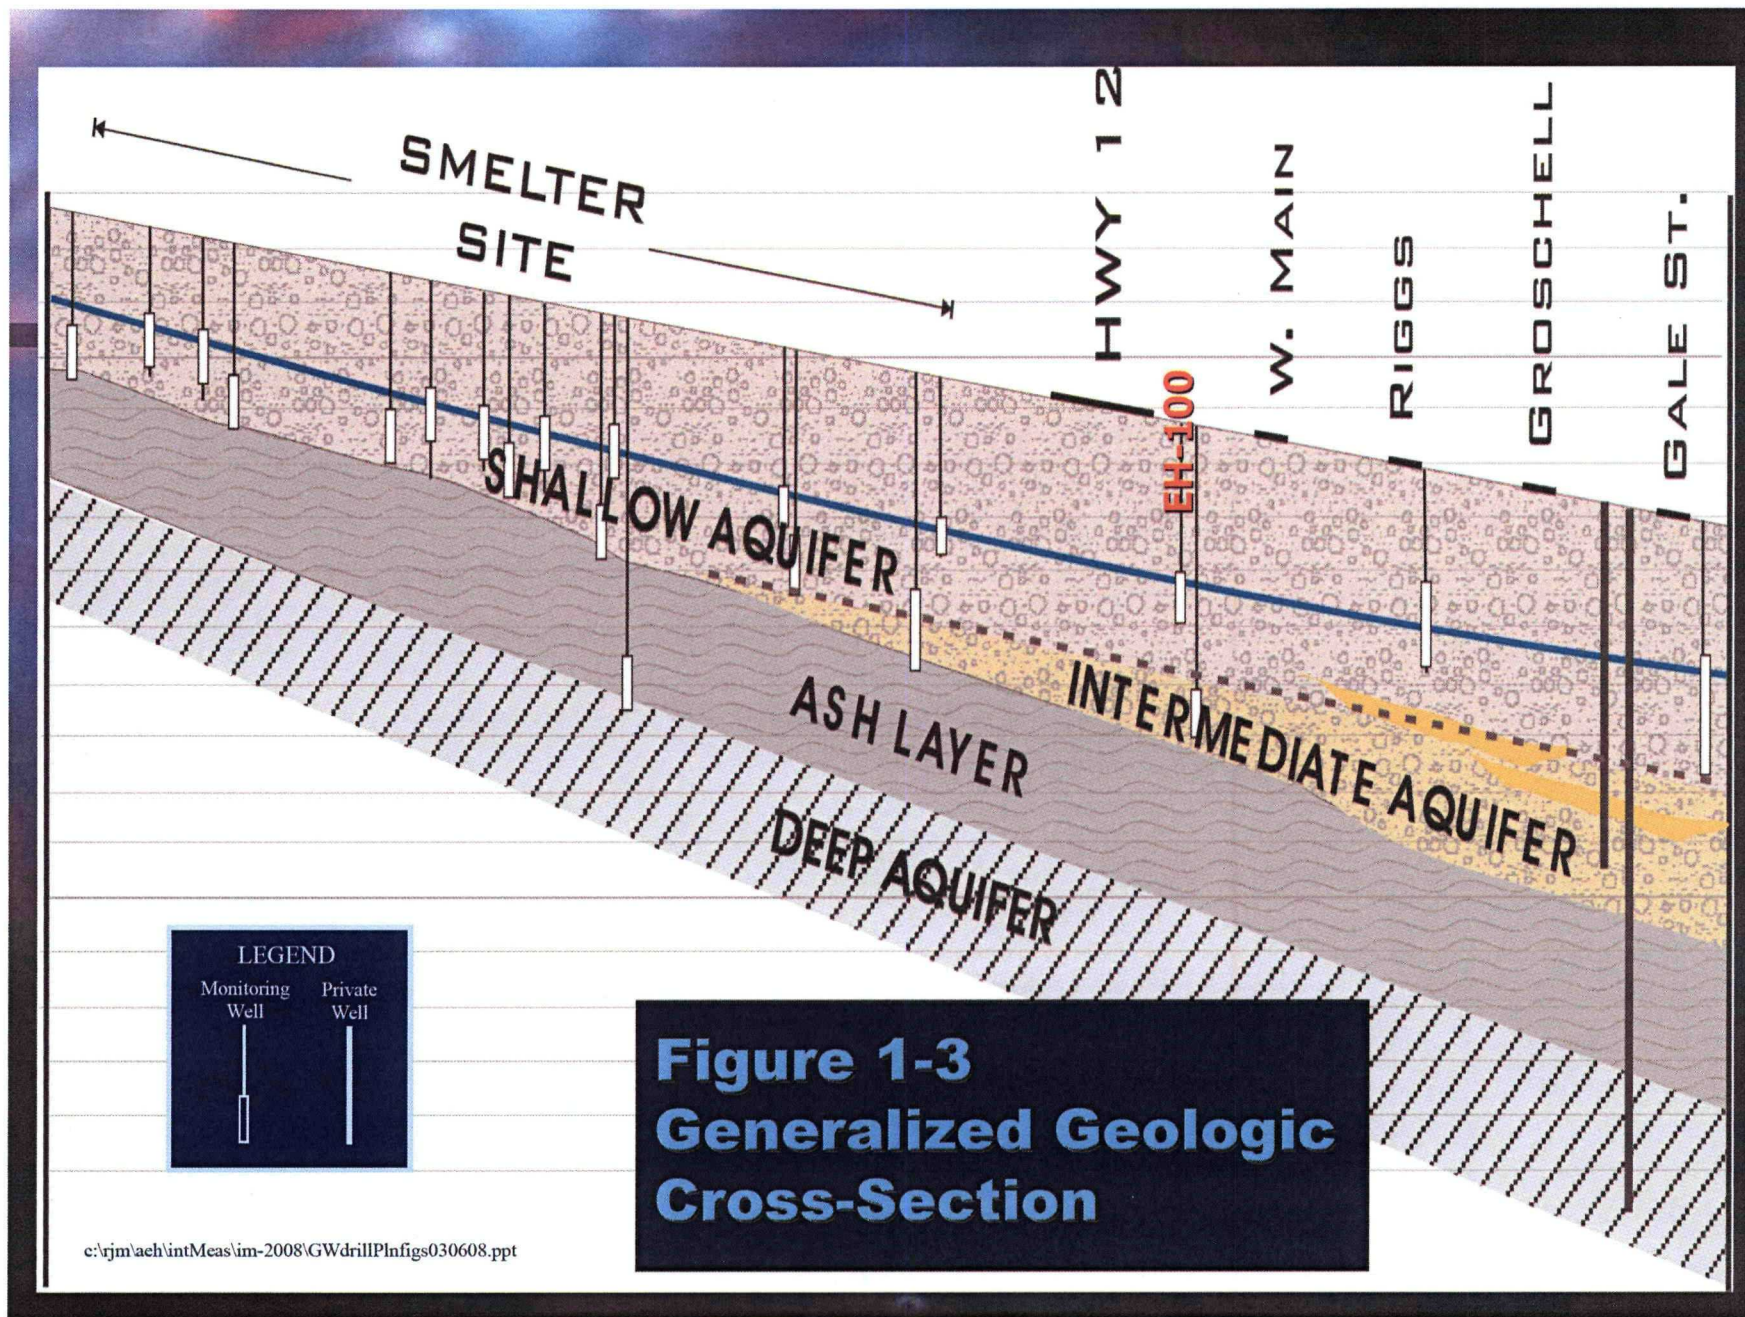 SMELTER
SITE
HWY 12
W. MAIN
RIGGS
GROSCHELL
GALE ST.
EH-100
SHALLOW AQUIFER
INTERMEDIATE AQUIFER
ASH LAYER
DEEP AQUIFER
LEGEND
Monitoring Well
Private Well
Figure 1-3
Generalized Geologic
Cross-Section
c:\rjm\aeh\intMeas\im-2008\GWdrillPlnfigs030608.ppt